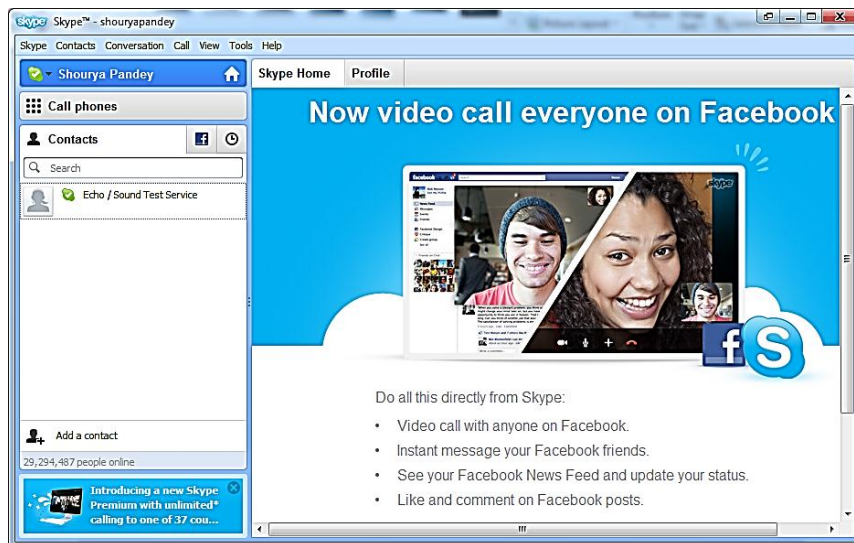 Skype™ - shouryapandey
Skype Contacts Conversation Call View Tools Help
Shourya Pandey
Call phones
Contacts
Search
Echo / Sound Test Service
Add a contact
29,294,487 people online
Introducing a new Skype
Premium with unlimited*
calling to one of 37 cou...
Skype Home Profile
Now video call everyone on Facebook
facebook
skype
Do all this directly from Skype:
• Video call with anyone on Facebook.
• Instant message your Facebook friends.
• See your Facebook News Feed and update your status.
• Like and comment on Facebook posts.